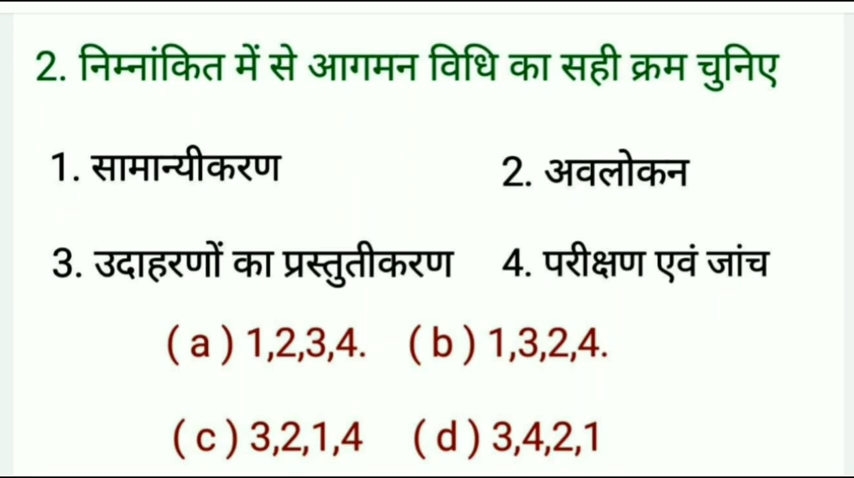 2. निम्नांकित में से आगमन विधि का सही क्रम चुनिए
1. सामान्यीकरण 2. अवलोकन
3. उदाहरणों का प्रस्तुतीकरण 4. परीक्षण एवं जांच
( a ) 1,2,3,4. ( b ) 1,3,2,4.
( c ) 3,2,1,4 ( d ) 3,4,2,1